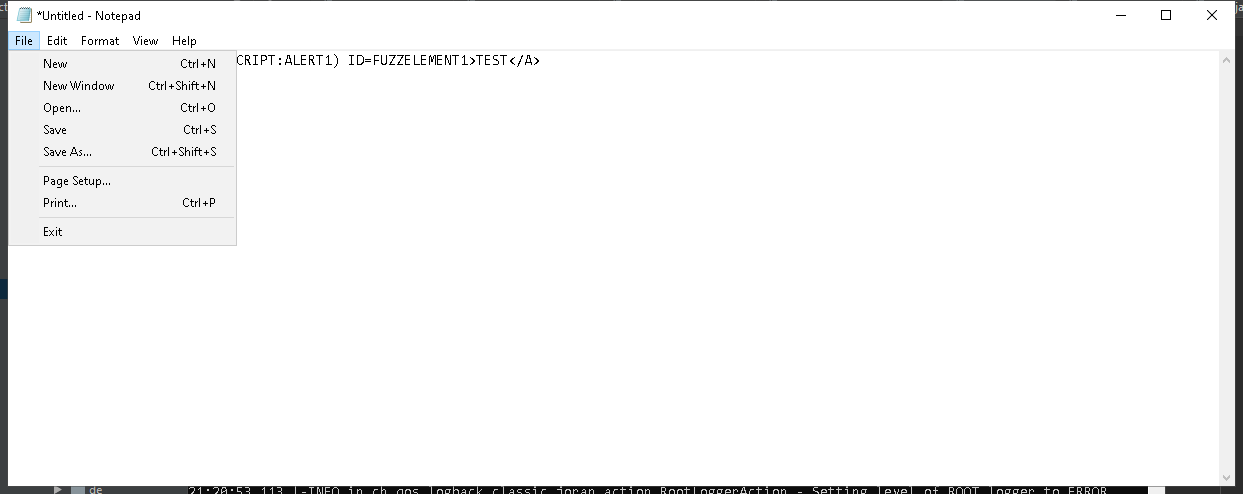 *Untitled - Notepad
File Edit Format View Help
CRIPT:ALERT1) ID=FUZZELEMENT1>TEST</A>
New Ctrl+N
New Window Ctrl+Shift+N
Open... Ctrl+O
Save Ctrl+S
Save As... Ctrl+Shift+S
Page Setup...
Print... Ctrl+P
Exit
de 21:20:53,113 |-INFO in ch.qos.logback.classic.joran.action.RootLoggerAction - Setting level of ROOT logger to ERROR